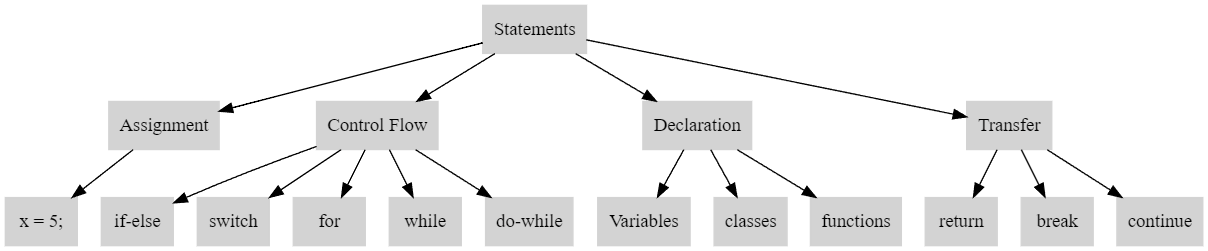 Statements
Assignment
Control Flow
Declaration
Transfer
x = 5;
if-else
switch
for
while
do-while
Variables
classes
functions
return
break
continue